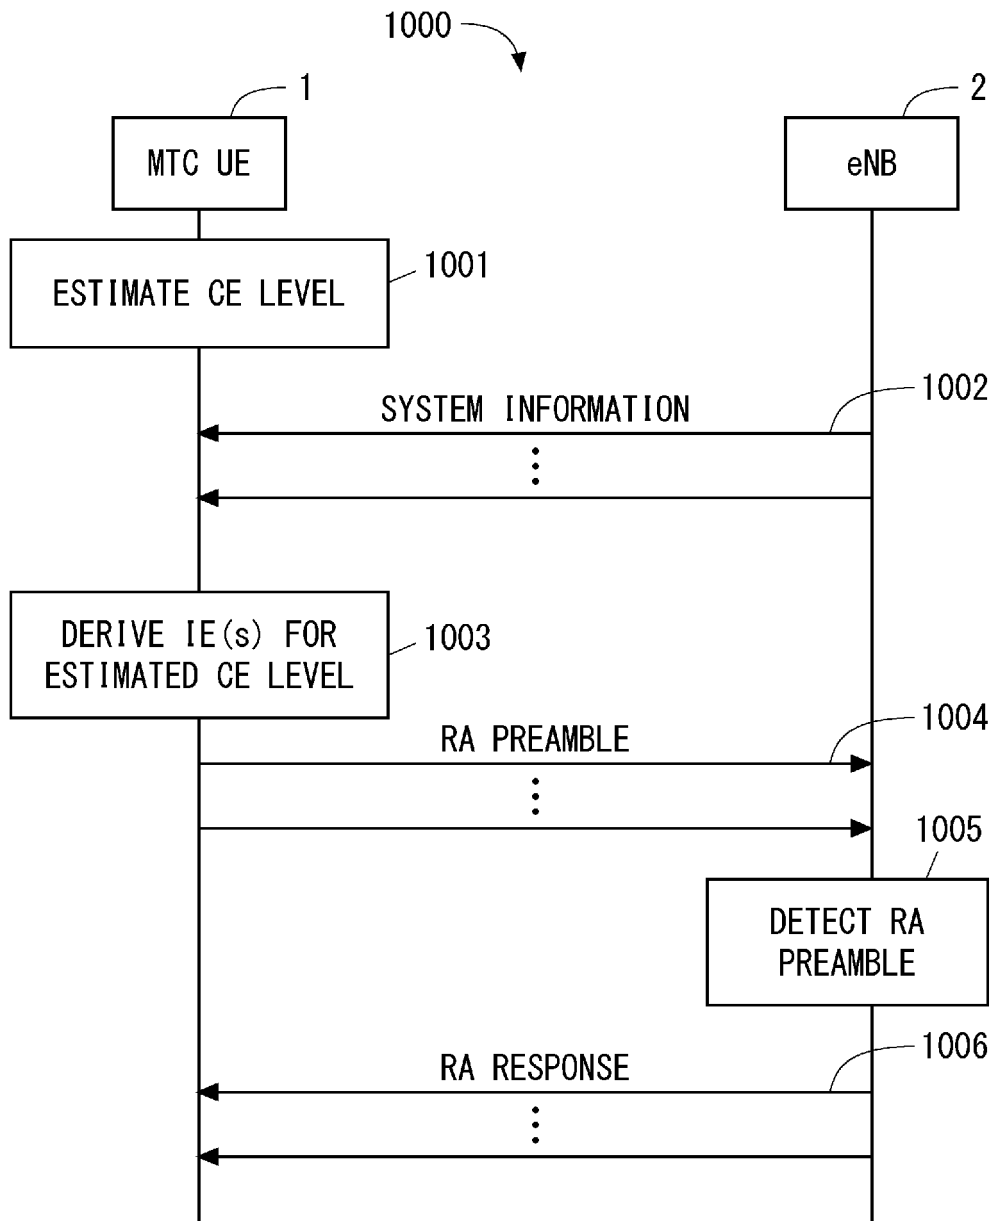 1000
1
2
MTC UE
eNB
ESTIMATE CE LEVEL
1001
1002
SYSTEM INFORMATION
DERIVE IE(s) FOR
ESTIMATED CE LEVEL
1003
1004
RA PREAMBLE
1005
DETECT RA
PREAMBLE
1006
RA RESPONSE